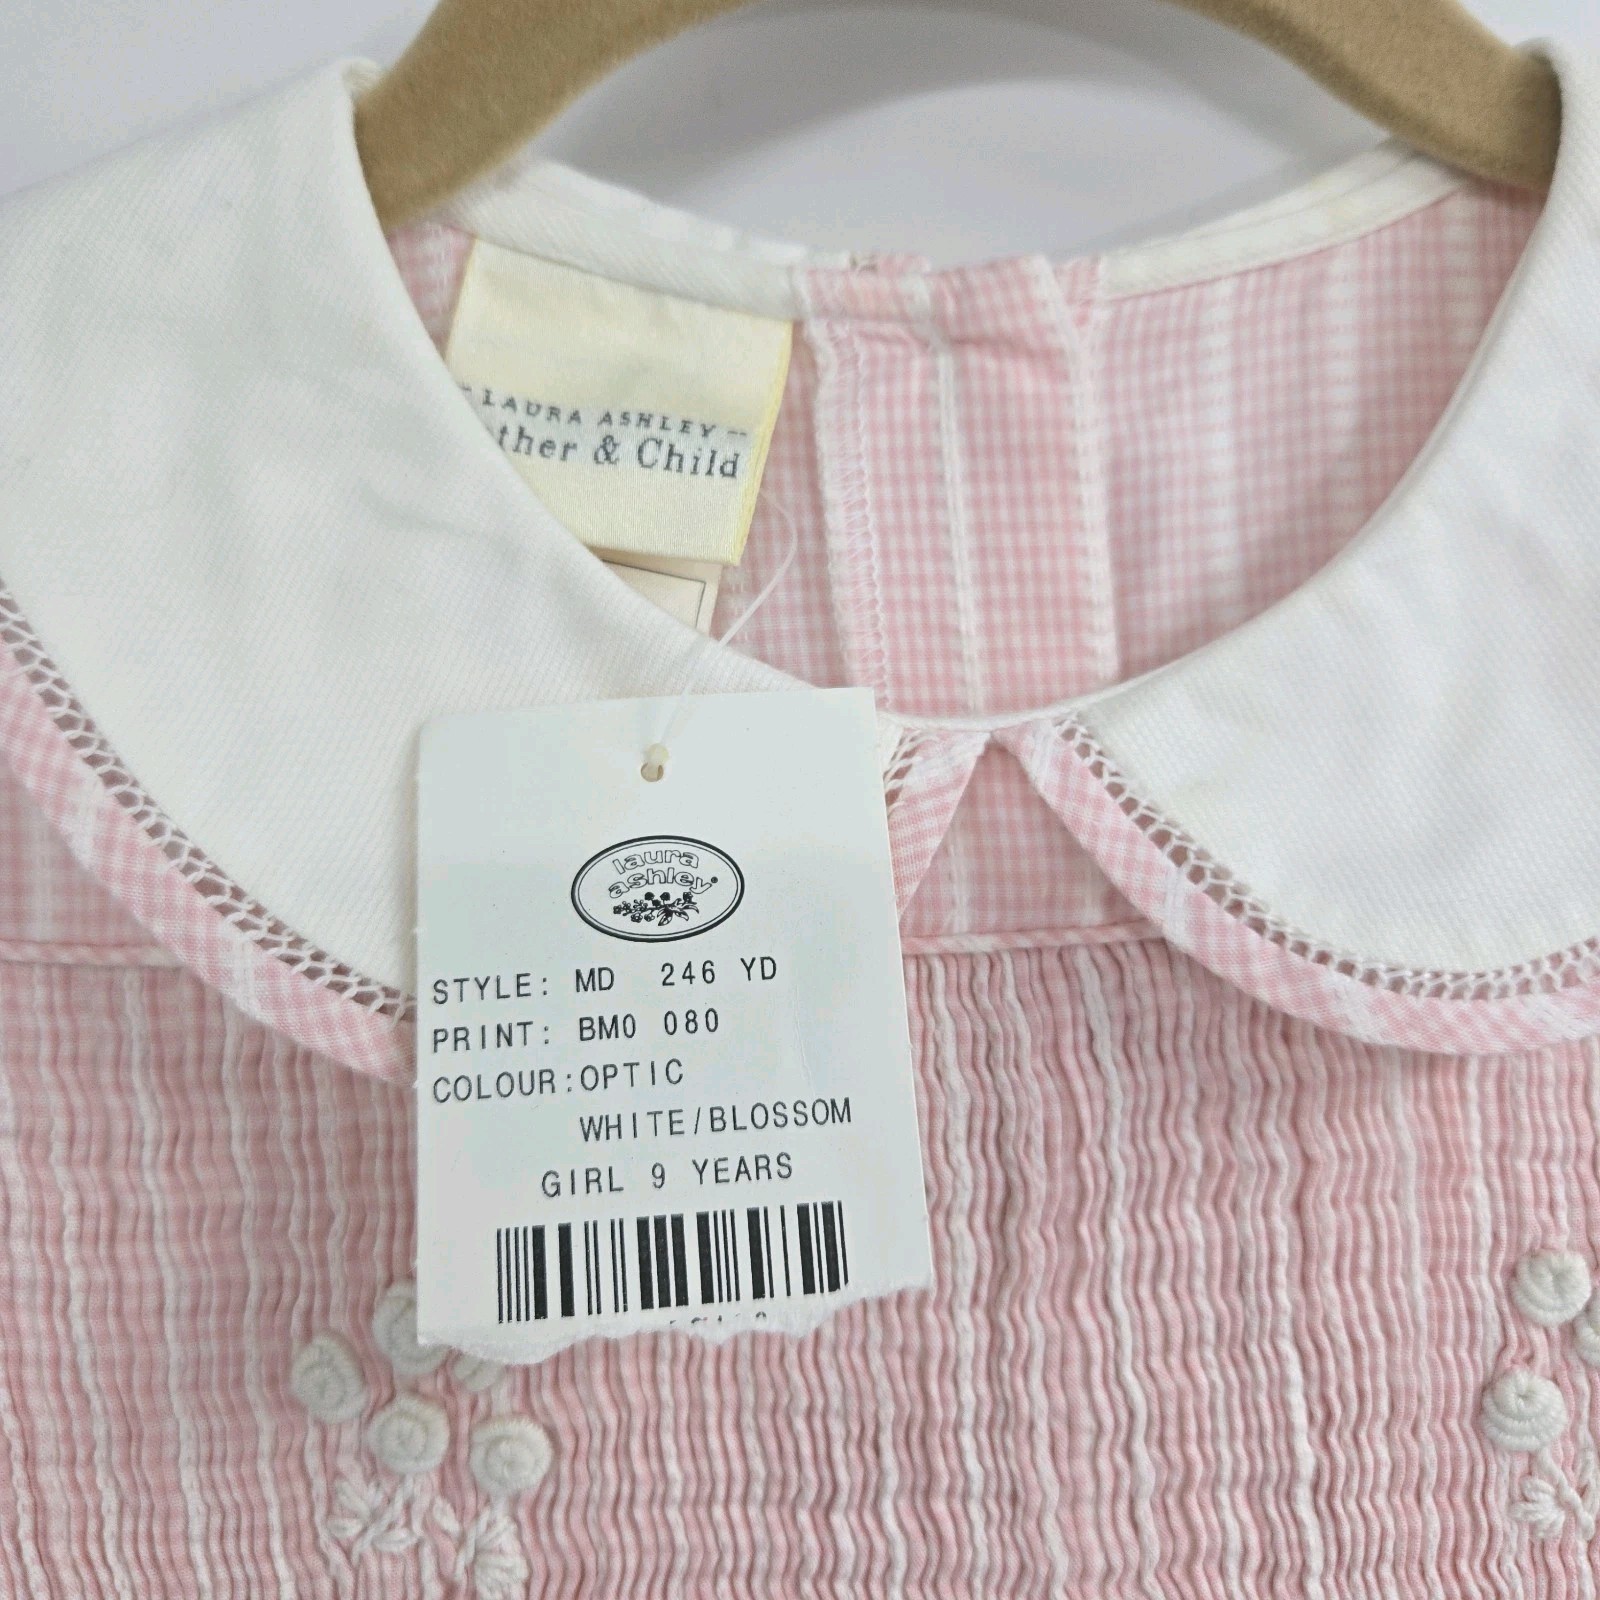 LAURA ASHLEY
ther & Child
laura
ashley®
STYLE: MD 246 YD
PRINT: BM0 080
COLOUR:OPTIC
WHITE/BLOSSOM
GIRL 9 YEARS